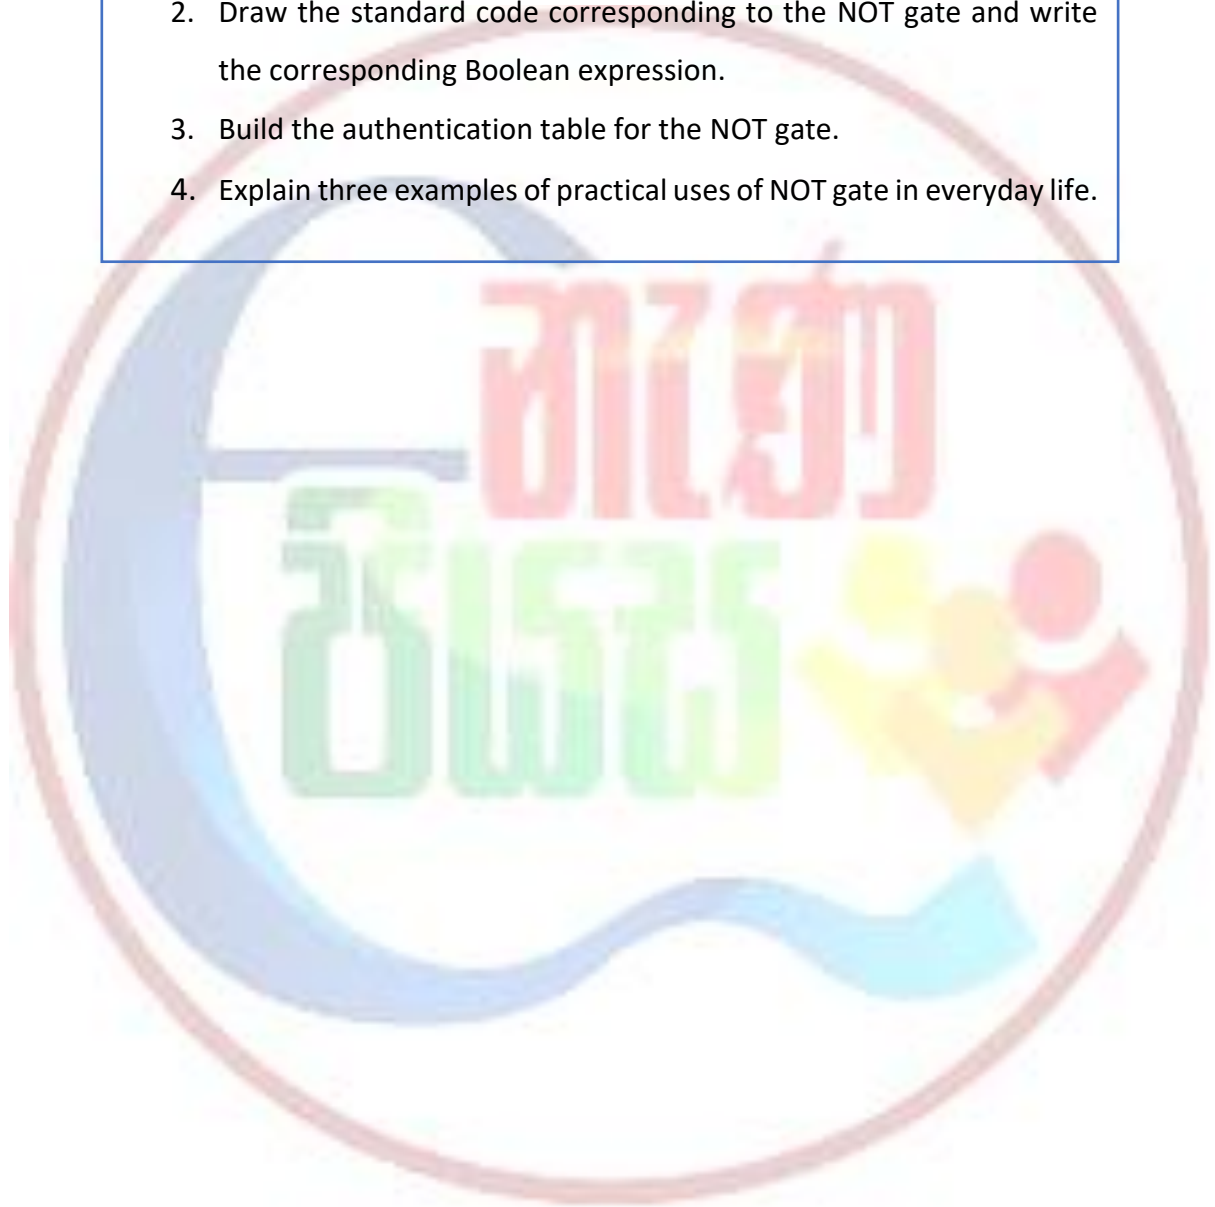 2. Draw the standard code corresponding to the NOT gate and write
the corresponding Boolean expression.
3. Build the authentication table for the NOT gate.
4. Explain three examples of practical uses of NOT gate in everyday life.
නැණ
පියස